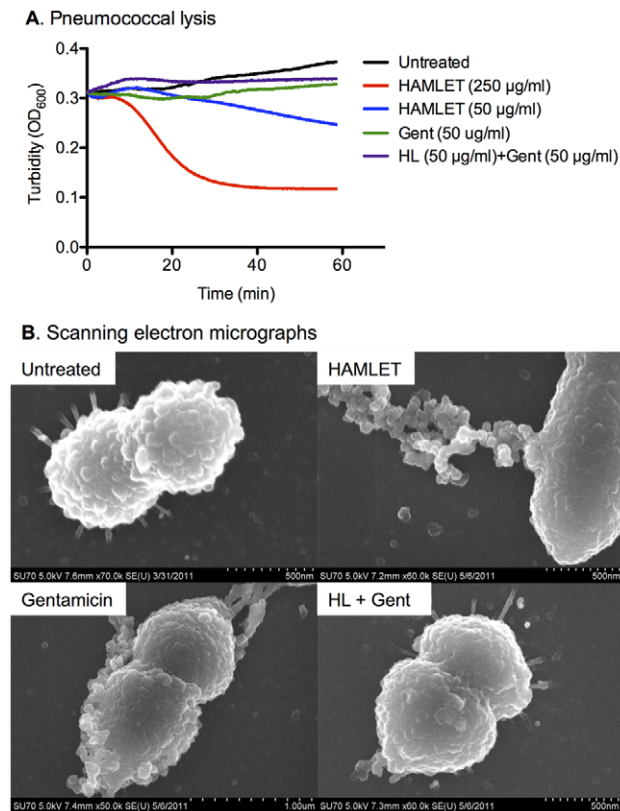 A. Pneumococcal lysis
0.4
0.3
0.2
0.1
0.0
Turbidity (OD600)
0
20
40
60
Time (min)
Untreated
HAMLET (250 µg/ml)
HAMLET (50 µg/ml)
Gent (50 ug/ml)
HL (50 µg/ml)+Gent (50 µg/ml)
B. Scanning electron micrographs
Untreated
SU70 5.0kV 7.6mm x70.0k SE(U) 3/31/2011
500nm
HAMLET
SU70 5.0kV 7.2mm x60.0k SE(U) 5/6/2011
500nm
Gentamicin
SU70 5.0kV 7.4mm x50.0k SE(U) 5/6/2011
1.00um
HL + Gent
SU70 5.0kV 7.3mm x60.0k SE(U) 5/6/2011
500nm